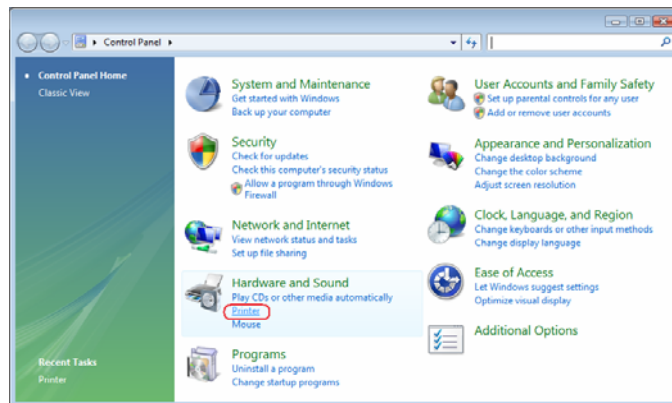 Control Panel
Control Panel Home
Classic View
System and Maintenance
Get started with Windows
Back up your computer
Security
Check for updates
Check this computer's security status
Allow a program through Windows
Firewall
Network and Internet
View network status and tasks
Set up file sharing
Hardware and Sound
Play CDs or other media automatically
Printer
Mouse
Programs
Uninstall a program
Change startup programs
User Accounts and Family Safety
Set up parental controls for any user
Add or remove user accounts
Appearance and Personalization
Change desktop background
Change the color scheme
Adjust screen resolution
Clock, Language, and Region
Change keyboards or other input methods
Change display language
Ease of Access
Let Windows suggest settings
Optimize visual display
Additional Options
Recent Tasks
Printer